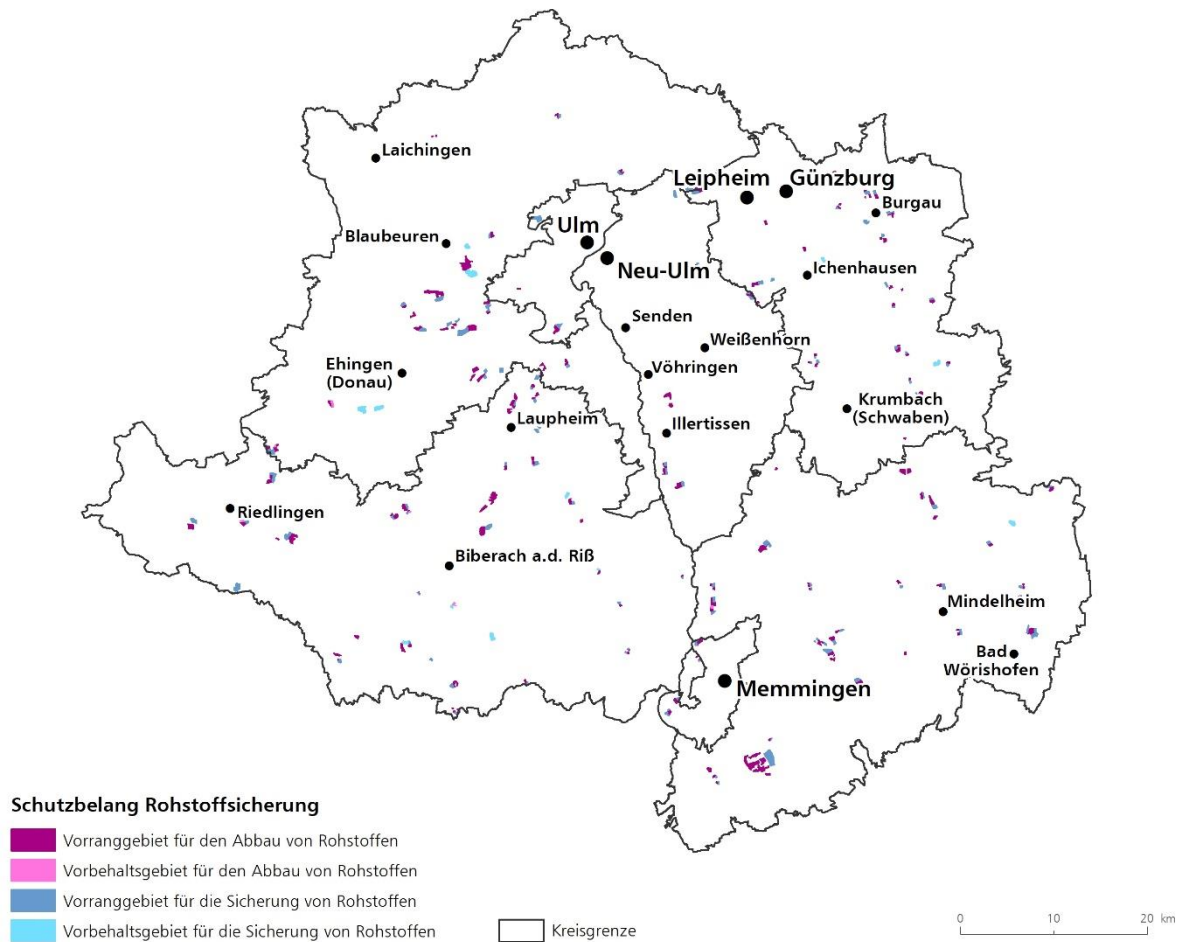 Laichingen
Leipheim
Günzburg
Burgau
Ulm
Blaubeuren
Neu-Ulm
Ichenhausen
Senden
Weißenhorn
Ehingen
(Donau)
Vöhringen
Krumbach
(Schwaben)
Laupheim
Illertissen
Riedlingen
Biberach a.d. Riß
Mindelheim
Bad
Wörishofen
Memmingen
Schutzbelang Rohstoffsicherung
Vorranggebiet für den Abbau von Rohstoffen
Vorbehaltsgebiet für den Abbau von Rohstoffen
Vorranggebiet für die Sicherung von Rohstoffen
Vorbehaltsgebiet für die Sicherung von Rohstoffen
Kreisgrenze
0 10 20 km